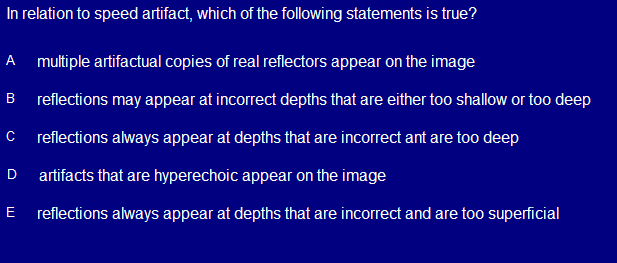 In relation to speed artifact, which of the following statements is true?
A multiple artifactual copies of real reflectors appear on the image
B reflections may appear at incorrect depths that are either too shallow or too deep
C reflections always appear at depths that are incorrect ant are too deep
D artifacts that are hyperechoic appear on the image
E reflections always appear at depths that are incorrect and are too superficial